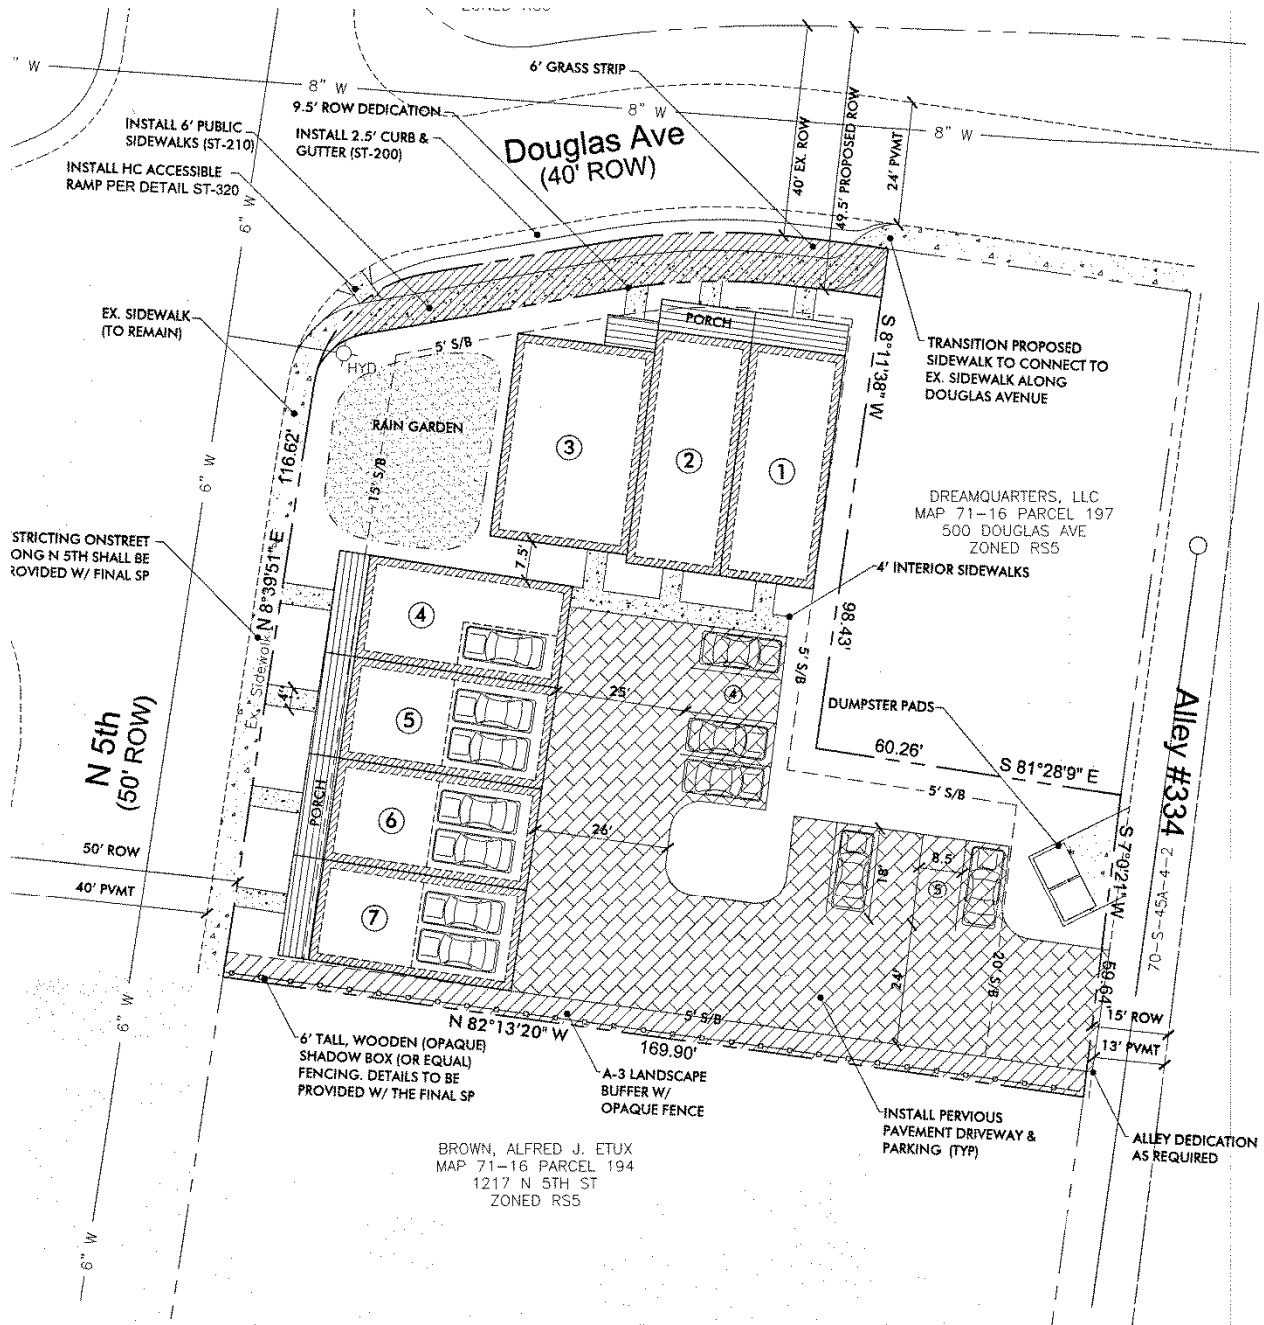 6' GRASS STRIP
" W
8" W
8" W
8" W
9.5' ROW DEDICATION
INSTALL 6' PUBLIC
SIDEWALKS (ST-210)
INSTALL 2.5' CURB &
GUTTER (ST-200)
INSTALL HC ACCESSIBLE
RAMP PER DETAIL ST-320
Douglas Ave
(40' ROW)
40' EX. ROW
49.5' PROPOSED ROW
24' PVMT
6" W
EX. SIDEWALK
(TO REMAIN)
HYD
5' S/B
PORCH
S 8°11'38" W
TRANSITION PROPOSED
SIDEWALK TO CONNECT TO
EX. SIDEWALK ALONG
DOUGLAS AVENUE
RAIN GARDEN
15' S/B
116.62'
6" W
3
2
1
DREAMQUARTERS, LLC
MAP 71-16 PARCEL 197
500 DOUGLAS AVE
ZONED RS5
STRICTING ONSTREET
ONG N 5TH SHALL BE
ROVIDED W/ FINAL SP
N 8°39'51" E
7.5'
4' INTERIOR SIDEWALKS
98.43'
5' S/B
4
Ex. Sidewalk
4'
25'
4
5
DUMPSTER PADS
60.26'
S 81°28'9" E
Alley #334
N 5th
(50' ROW)
PORCH
6
26'
5' S/B
18'
8.5'
5
S 7°0'21" W
70-S-45A-4-2
50' ROW
40' PVMT
7
24'
20' S/B
59.64'
6" W
15' ROW
13' PVMT
N 82°13'20" W
169.90'
5' S/B
6' TALL, WOODEN (OPAQUE)
SHADOW BOX (OR EQUAL)
FENCING. DETAILS TO BE
PROVIDED W/ THE FINAL SP
A-3 LANDSCAPE
BUFFER W/
OPAQUE FENCE
INSTALL PERVIOUS
PAVEMENT DRIVEWAY &
PARKING (TYP)
ALLEY DEDICATION
AS REQUIRED
BROWN, ALFRED J. ETUX
MAP 71-16 PARCEL 194
1217 N 5TH ST
ZONED RS5
6" W